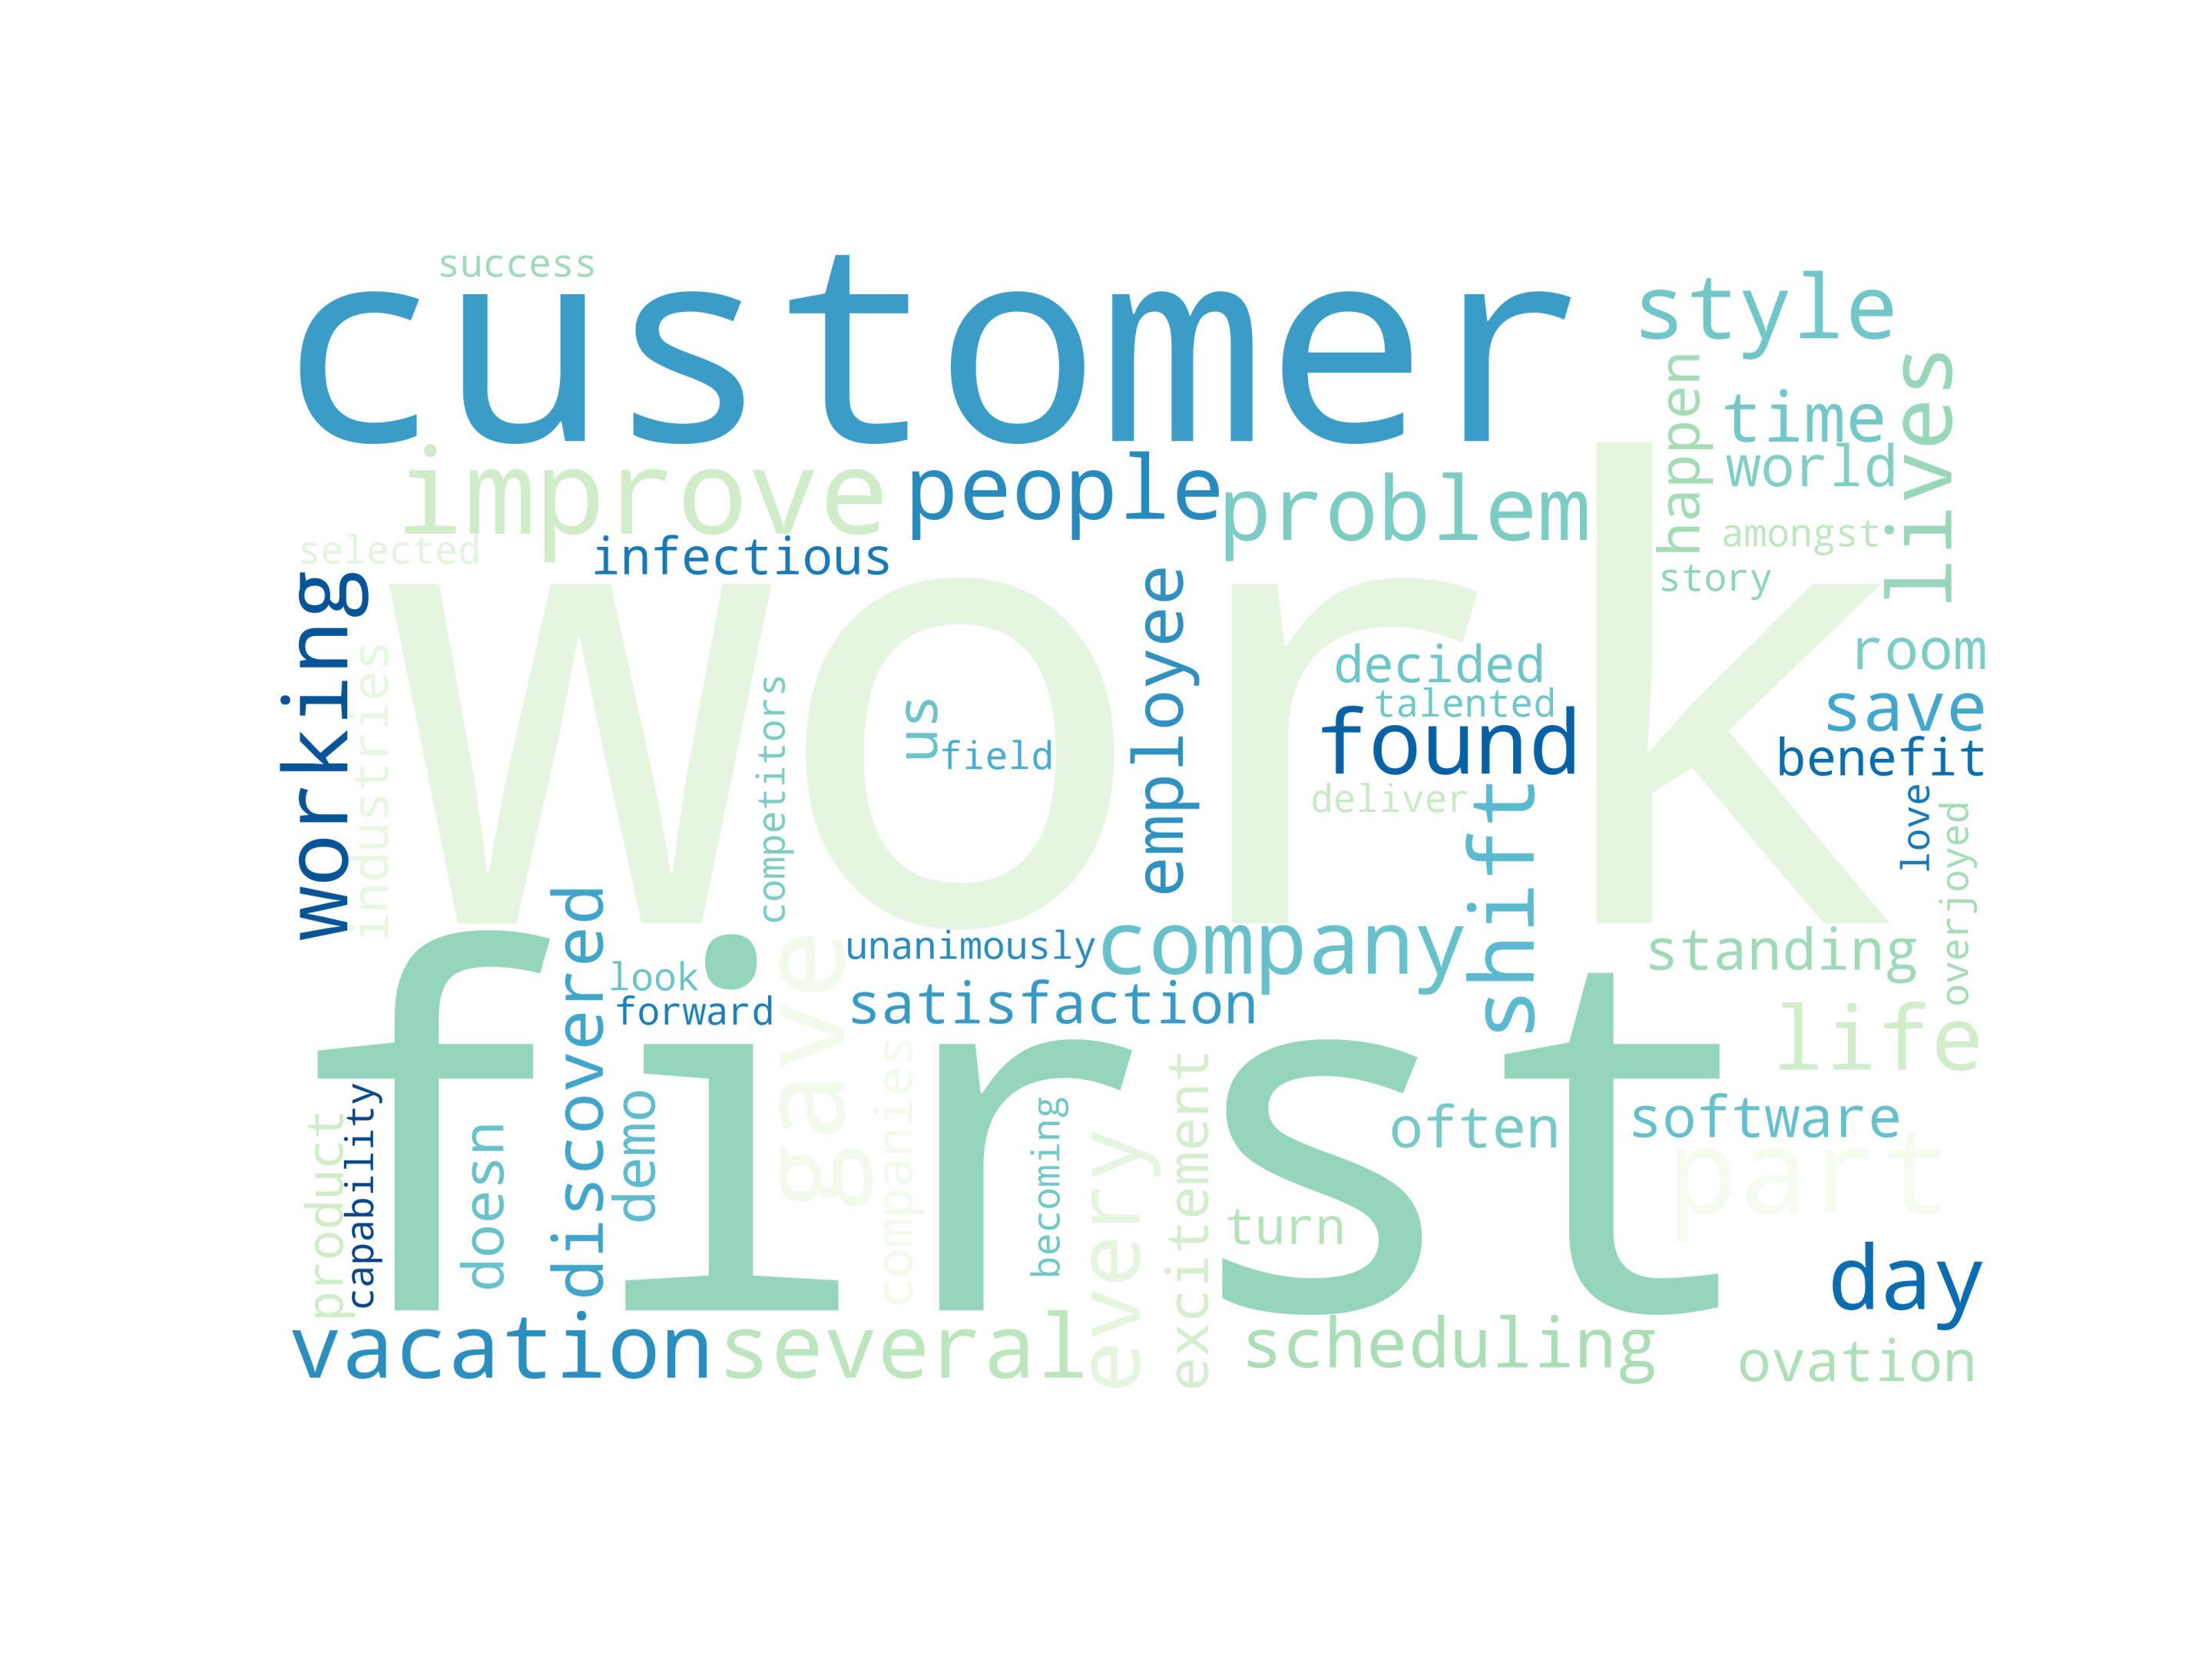 success
customer
style
happen
time
lives
improve
people
problem
world
selected
infectious
amongst
story
working
industries
work
employee
decided
room
competitors
us
field
talented
found
save
benefit
deliver
shift
love
overjoyed
discovered
look
forward
gave
unanimously
company
satisfaction
standing
life
first
product
capability
doesn
demo
companies
becoming
every
excitement
often
software
part
turn
day
vacation
several
scheduling
ovation